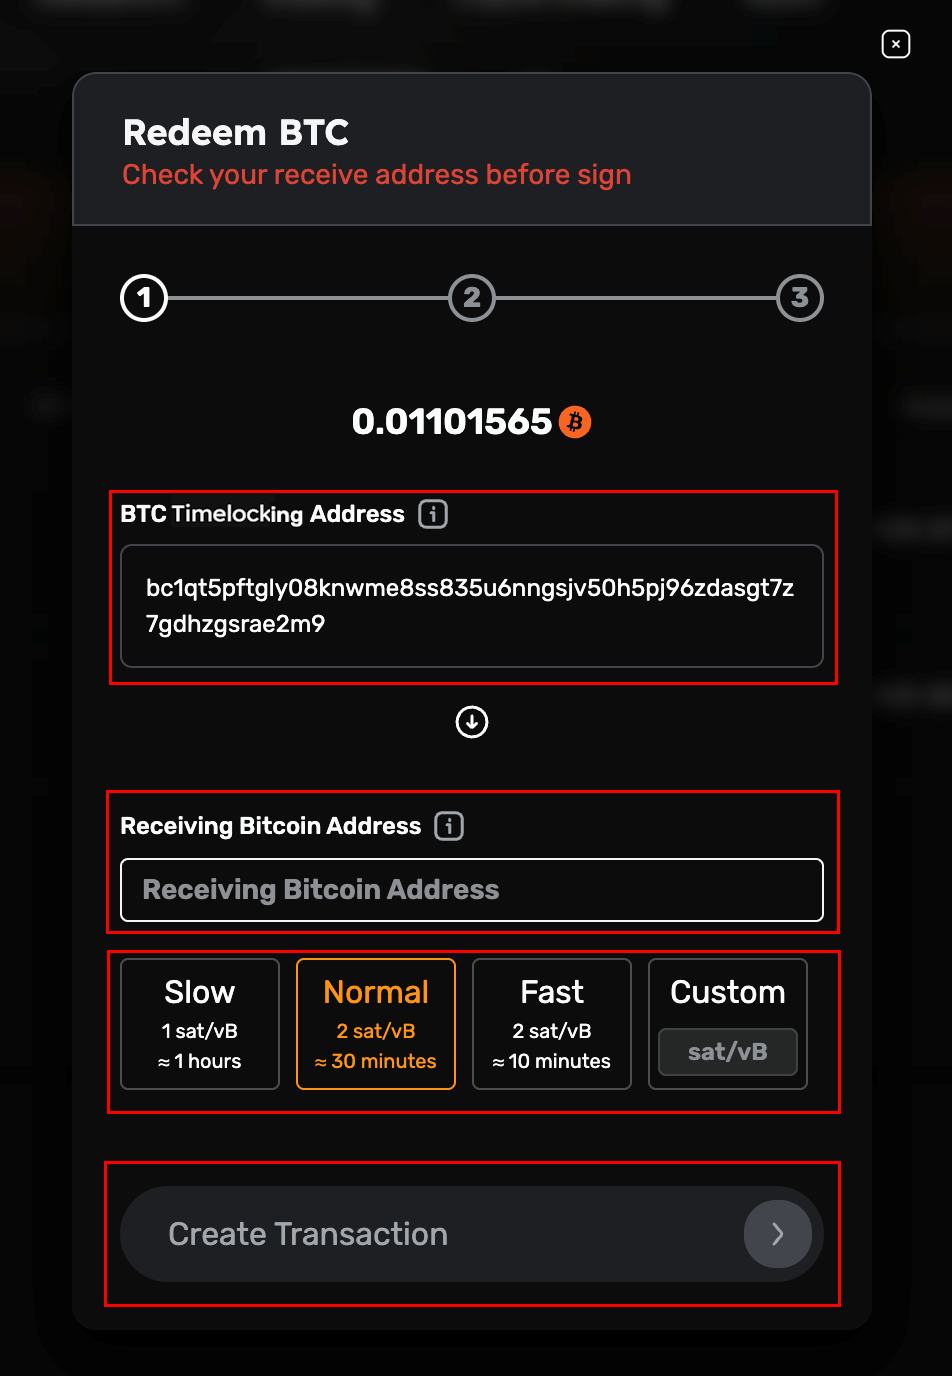 Redeem BTC
Check your receive address before sign
1
2
3
0.01101565
BTC Timelocking Address
bc1qt5pftgly08knwme8ss835u6nngsjv50h5pj96zdasgt7z
7gdhzgsrae2m9
Receiving Bitcoin Address
Receiving Bitcoin Address
Slow
1 sat/vB
≈ 1 hours
Normal
2 sat/vB
≈ 30 minutes
Fast
2 sat/vB
≈ 10 minutes
Custom
sat/vB
Create Transaction